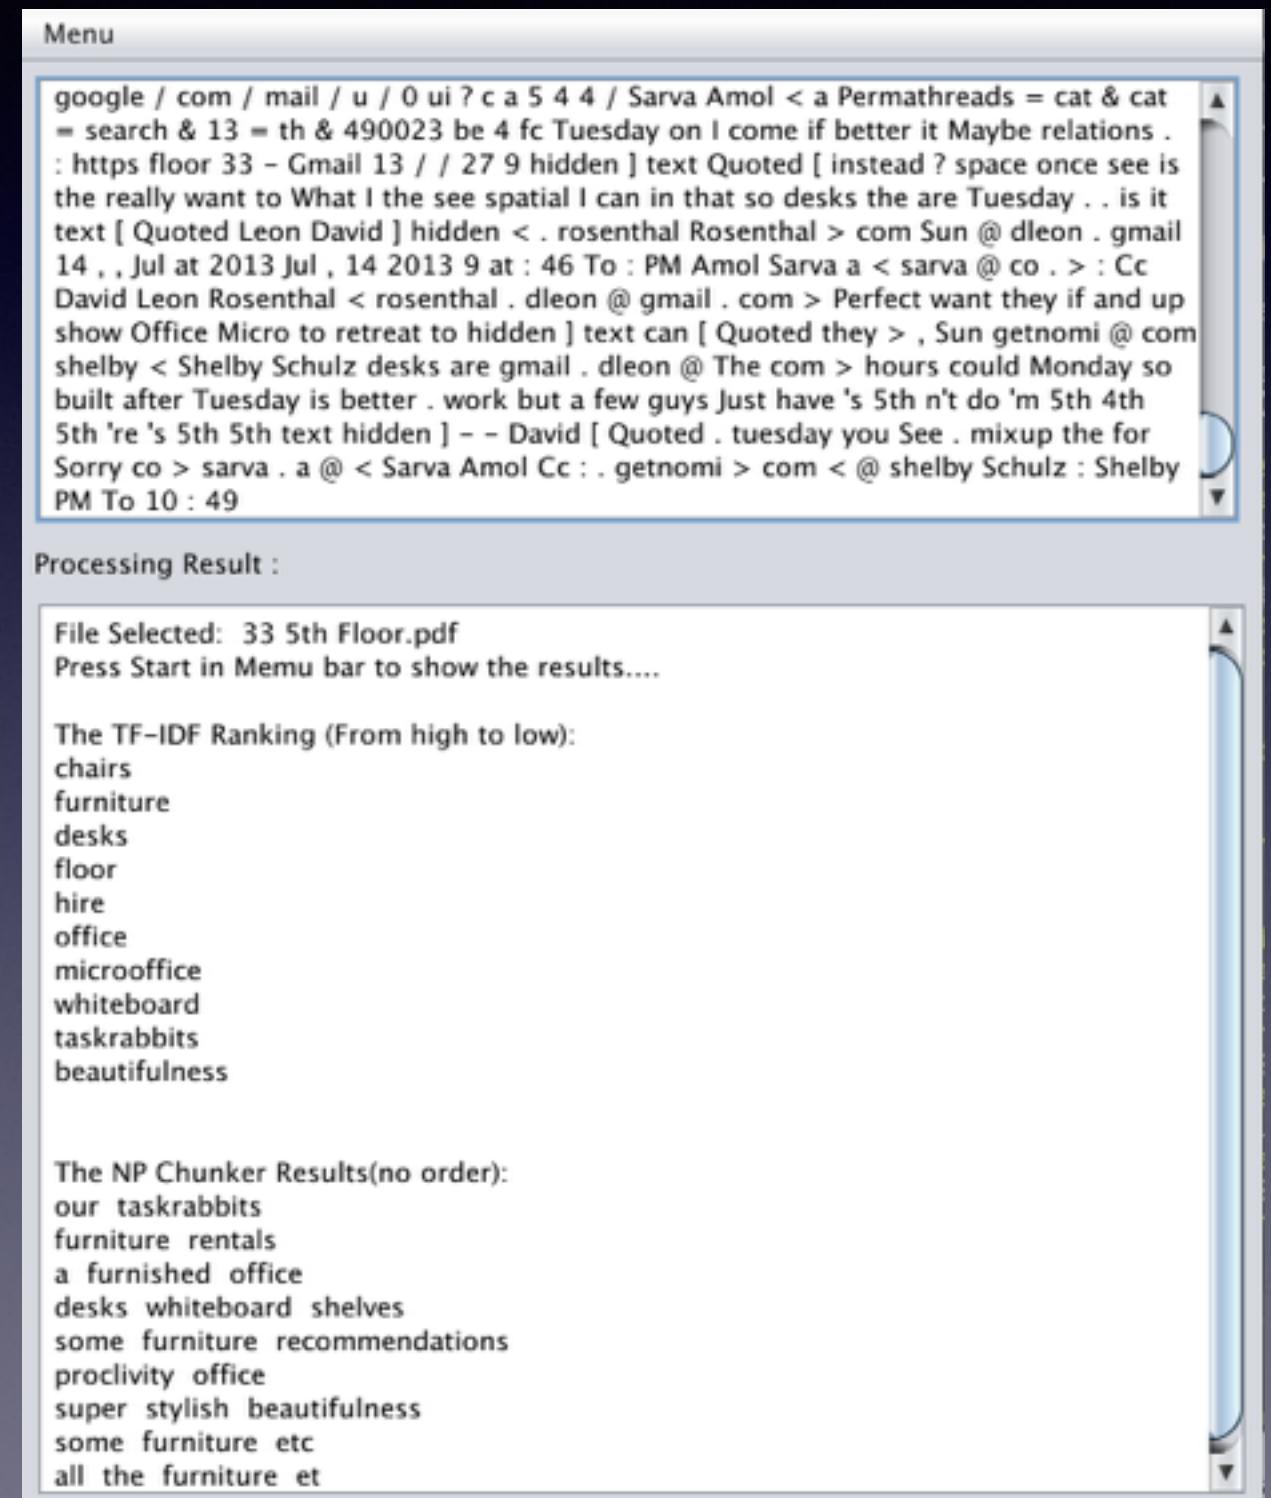 Menu
google / com / mail / u / 0 ui ? c a 5 4 4 / Sarva Amol < a Permathreads = cat & cat
= search & 13 = th & 490023 be 4 fc Tuesday on I come if better it Maybe relations .
: https floor 33 - Gmail 13 / / 27 9 hidden ] text Quoted [ instead ? space once see is
the really want to What I the see spatial I can in that so desks the are Tuesday . . is it
text [ Quoted Leon David ] hidden < . rosenthal Rosenthal > com Sun @ dleon . gmail
14 , , Jul at 2013 Jul , 14 2013 9 at : 46 To : PM Amol Sarva a < sarva @ co . > : Cc
David Leon Rosenthal < rosenthal . dleon @ gmail . com > Perfect want they if and up
show Office Micro to retreat to hidden ] text can [ Quoted they > , Sun getnomi @ com
shelby < Shelby Schulz desks are gmail . dleon @ The com > hours could Monday so
built after Tuesday is better . work but a few guys Just have 's 5th n't do 'm 5th 4th
5th 're 's 5th 5th text hidden ] - - David [ Quoted . tuesday you See . mixup the for
Sorry co > sarva . a @ < Sarva Amol Cc : . getnomi > com < @ shelby Schulz : Shelby
PM To 10 : 49
Processing Result :
File Selected:  33 5th Floor.pdf
Press Start in Memu bar to show the results....
The TF-IDF Ranking (From high to low):
chairs
furniture
desks
floor
hire
office
microoffice
whiteboard
taskrabbits
beautifulness
The NP Chunker Results(no order):
our taskrabbits
furniture rentals
a furnished office
desks whiteboard shelves
some furniture recommendations
proclivity office
super stylish beautifulness
some furniture etc
all the furniture et